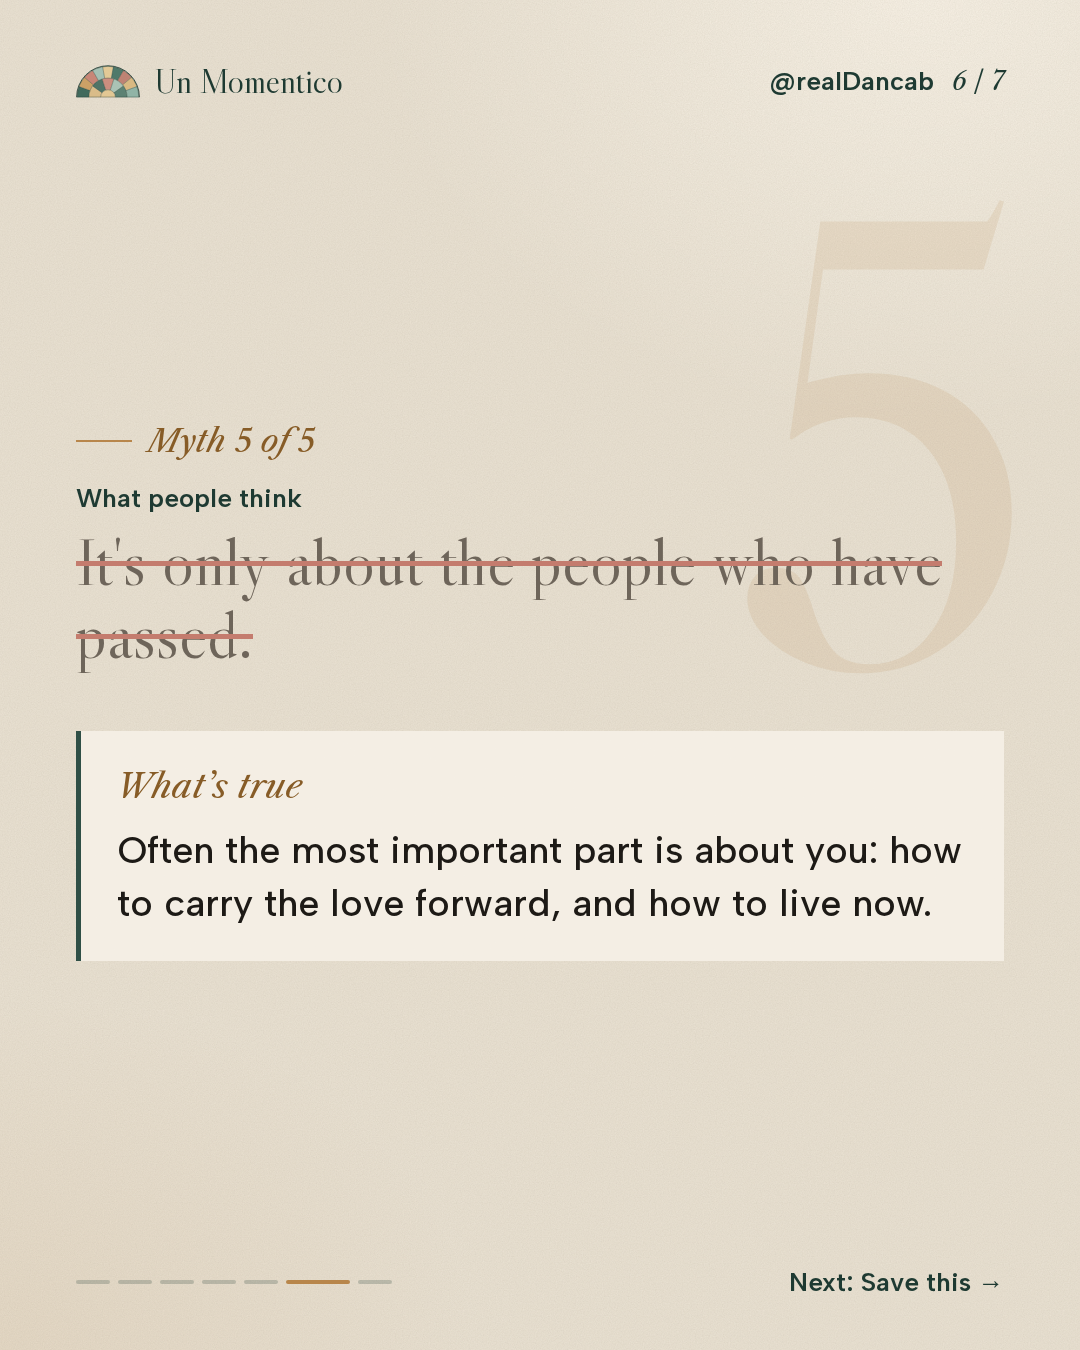 Un Momentico
@realDancab 6 / 7
5
Myth 5 of 5
What people think
It's only about the people who have
passed.
What’s true
Often the most important part is about you: how
to carry the love forward, and how to live now.
Next: Save this →